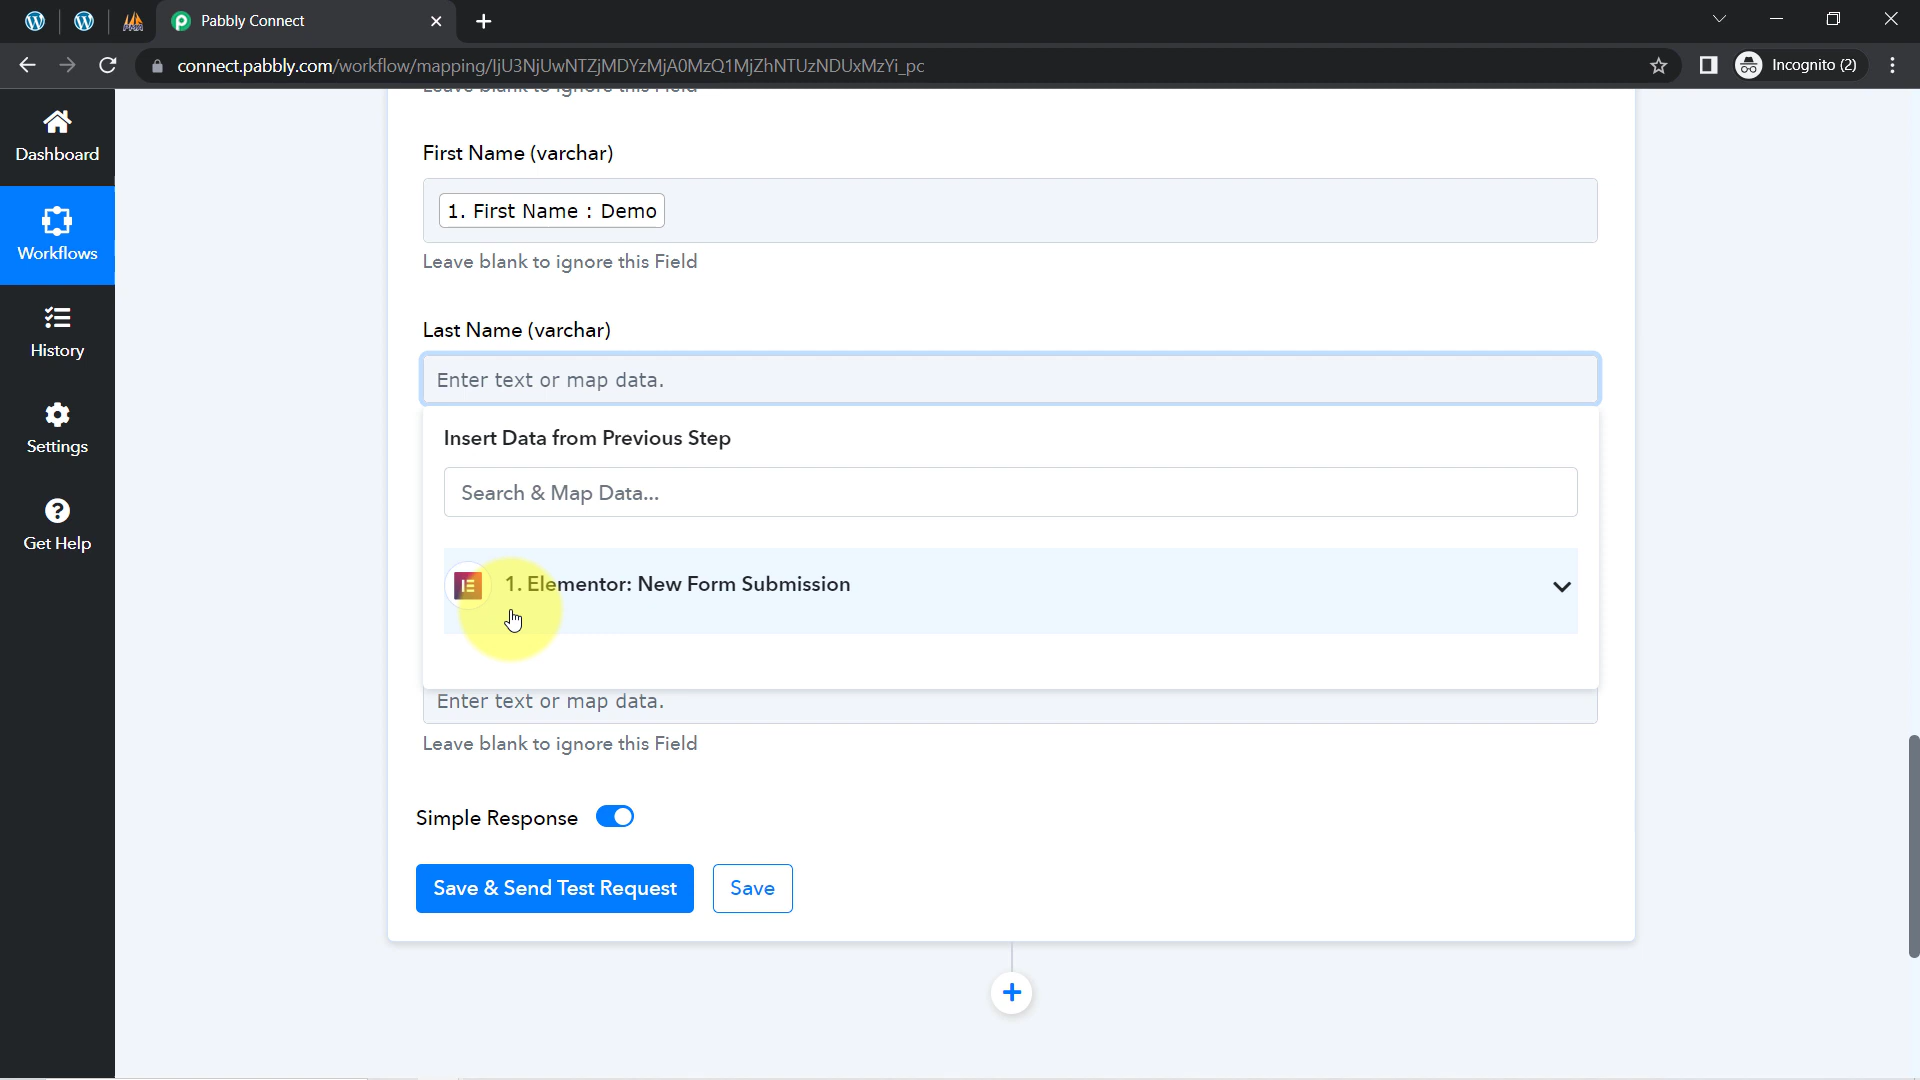 Pabbly Connect
connect.pabbly.com/workflow/mapping/IjU3NjUwNTZjMDYzMjA0MzQ1MjZhNTUzNDUxMzYi_pc
Incognito (2)
Dashboard
Workflows
History
Settings
Get Help
Leave blank to ignore this Field
First Name (varchar)
1. First Name : Demo
Leave blank to ignore this Field
Last Name (varchar)
Enter text or map data.
Insert Data from Previous Step
Search & Map Data...
1. Elementor: New Form Submission
Enter text or map data.
Leave blank to ignore this Field
Simple Response
Save & Send Test Request
Save